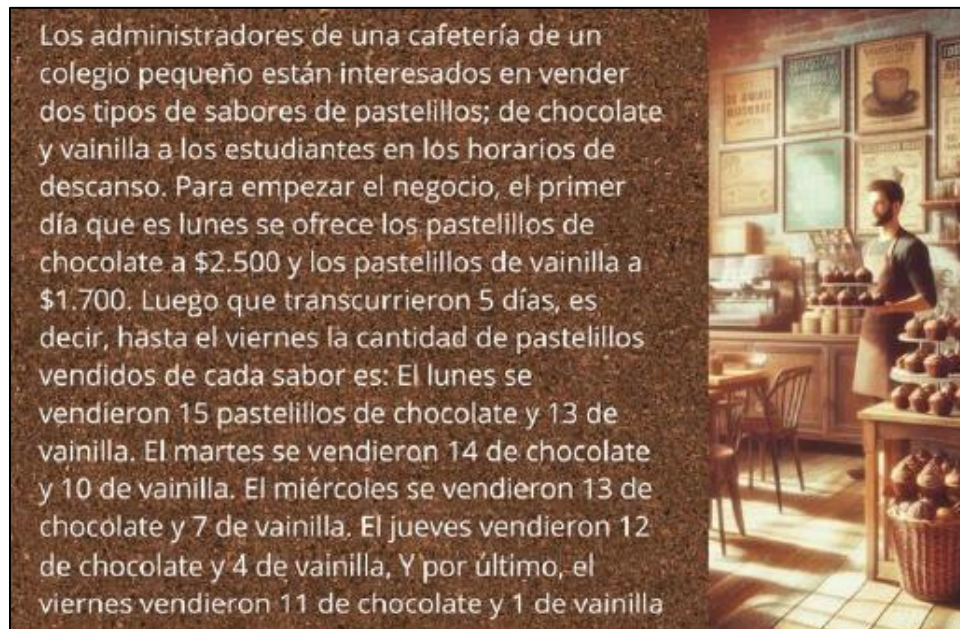 Los administradores de una cafetería de un
colegio pequeño están interesados en vender
dos tipos de sabores de pastelillos; de chocolate
y vainilla a los estudiantes en los horarios de
descanso. Para empezar el negocio, el primer
día que es lunes se ofrece los pastelillos de
chocolate a $2.500 y los pastelillos de vainilla a
$1.700. Luego que transcurrieron 5 días, es
decir, hasta el viernes la cantidad de pastelillos
vendidos de cada sabor es: El lunes se
vendieron 15 pastelillos de chocolate y 13 de
vainilla. El martes se vendieron 14 de chocolate
y 10 de vainilla. El miércoles se vendieron 13 de
chocolate y 7 de vainilla. El jueves vendieron 12
de chocolate y 4 de vainilla, Y por último, el
viernes vendieron 11 de chocolate y 1 de vainilla